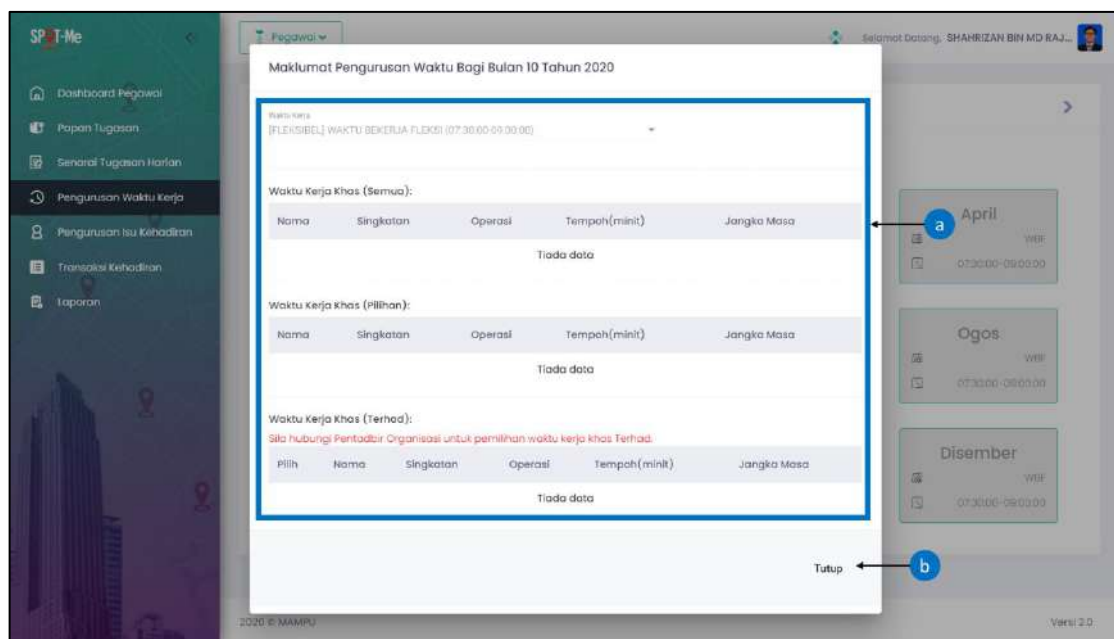 SPOT-Me
Pegawai
Selamat Datang, SHAHRIZAN BIN MD RAJ...
Dashboard Pegawai
Papan Tugasan
Senarai Tugasan Harian
Pengurusan Waktu Kerja
Pengurusan Isu Kehadiran
Transaksi Kehadiran
Laporan
Maklumat Pengurusan Waktu Bagi Bulan 10 Tahun 2020
Waktu Kerja
[FLEKSIBEL] WAKTU BEKERJA FLEKSI (07:30:00-09:00:00)
Waktu Kerja Khas (Semua):
Nama Singkatan Operasi Tempoh(minit) Jangka Masa
Tiada data
Waktu Kerja Khas (Pilihan):
Nama Singkatan Operasi Tempoh(minit) Jangka Masa
Tiada data
Waktu Kerja Khas (Terhad):
Sila hubungi Pentadbir Organisasi untuk pemilihan waktu kerja khas Terhad.
Pilih Nama Singkatan Operasi Tempoh(minit) Jangka Masa
Tiada data
Tutup
a
b
April
WBF
07:30:00-09:00:00
Ogos
WBF
07:30:00-09:00:00
Disember
WBF
07:30:00-09:00:00
2020 © MAMPU
Versi 2.0